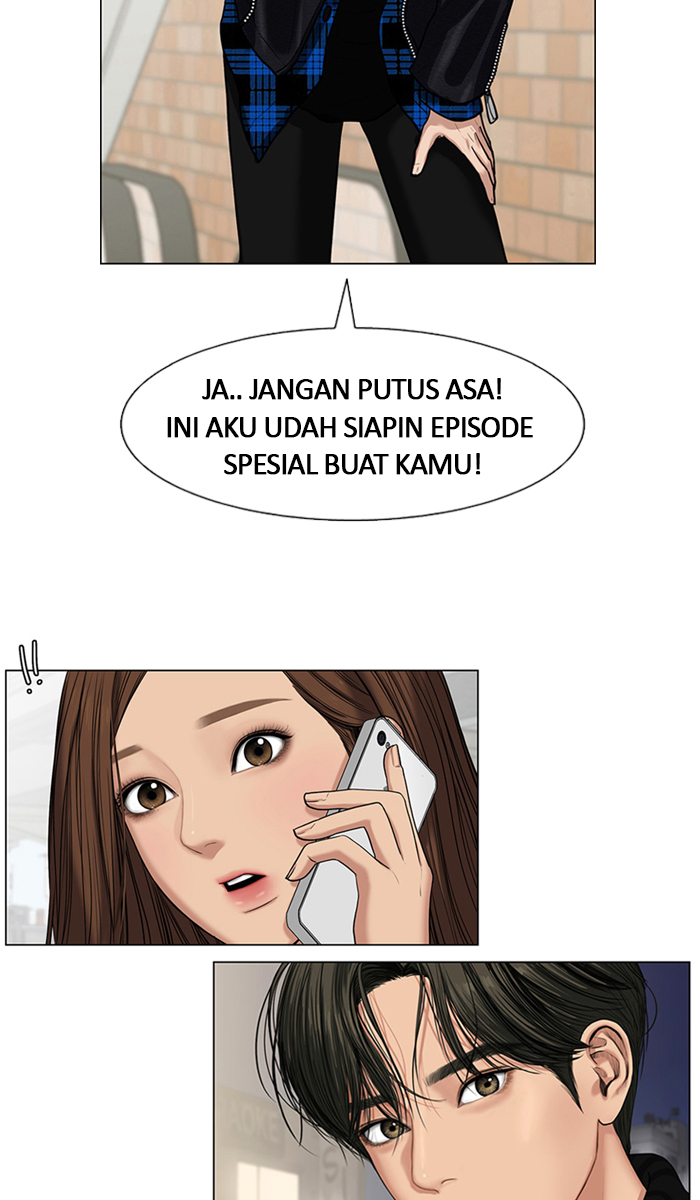 JA.. JANGAN PUTUS ASA!
INI AKU UDAH SIAPIN EPISODE
SPESIAL BUAT KAMU!